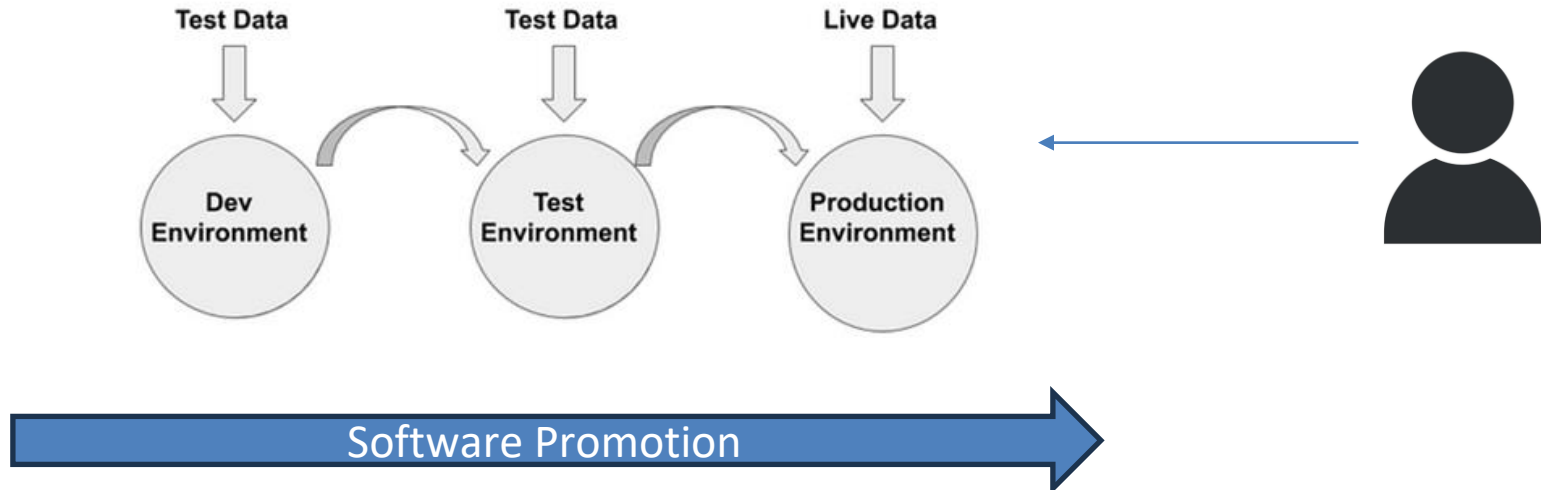 Test Data
Test Data
Live Data
Dev
Environment
Test
Environment
Production
Environment
Software Promotion